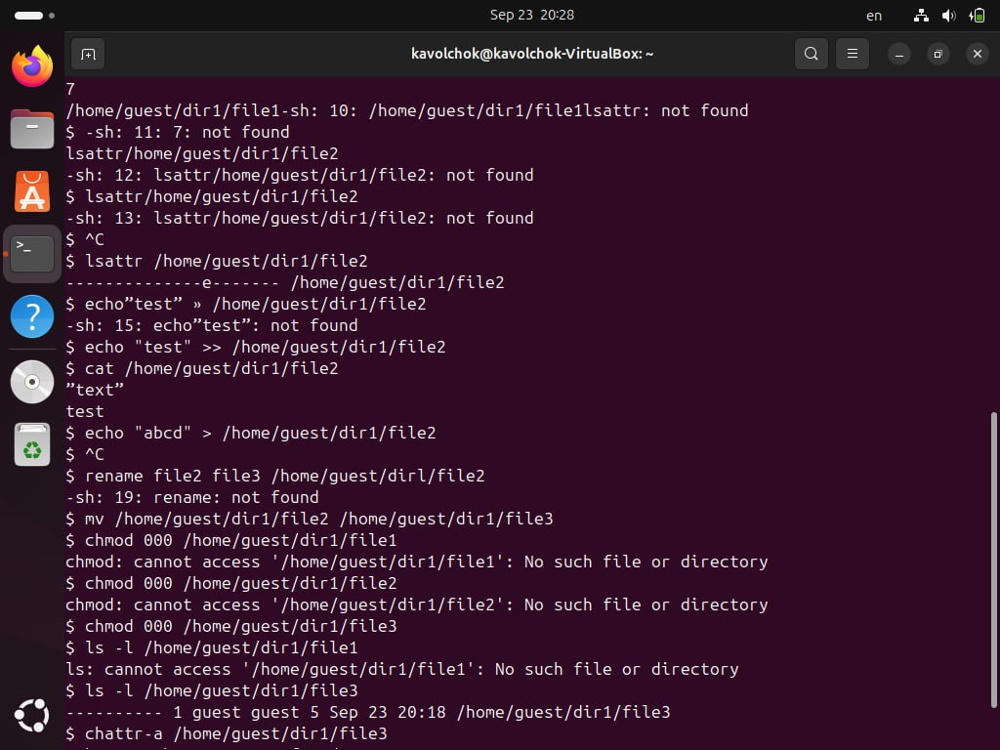 Sep 23 20:28
en
kavolchok@kavolchok-VirtualBox: ~
7
/home/guest/dir1/file1-sh: 10: /home/guest/dir1/file1lsattr: not found
$ -sh: 11: 7: not found
lsattr/home/guest/dir1/file2
-sh: 12: lsattr/home/guest/dir1/file2: not found
$ lsattr/home/guest/dir1/file2
-sh: 13: lsattr/home/guest/dir1/file2: not found
$ ^C
$ lsattr /home/guest/dir1/file2
--------------e------- /home/guest/dir1/file2
$ echo”test” » /home/guest/dir1/file2
-sh: 15: echo”test”: not found
$ echo "test" >> /home/guest/dir1/file2
$ cat /home/guest/dir1/file2
”text”
test
$ echo "abcd" > /home/guest/dir1/file2
$ ^C
$ rename file2 file3 /home/guest/dirl/file2
-sh: 19: rename: not found
$ mv /home/guest/dir1/file2 /home/guest/dir1/file3
$ chmod 000 /home/guest/dir1/file1
chmod: cannot access '/home/guest/dir1/file1': No such file or directory
$ chmod 000 /home/guest/dir1/file2
chmod: cannot access '/home/guest/dir1/file2': No such file or directory
$ chmod 000 /home/guest/dir1/file3
$ ls -l /home/guest/dir1/file1
ls: cannot access '/home/guest/dir1/file1': No such file or directory
$ ls -l /home/guest/dir1/file3
---------- 1 guest guest 5 Sep 23 20:18 /home/guest/dir1/file3
$ chattr-a /home/guest/dir1/file3